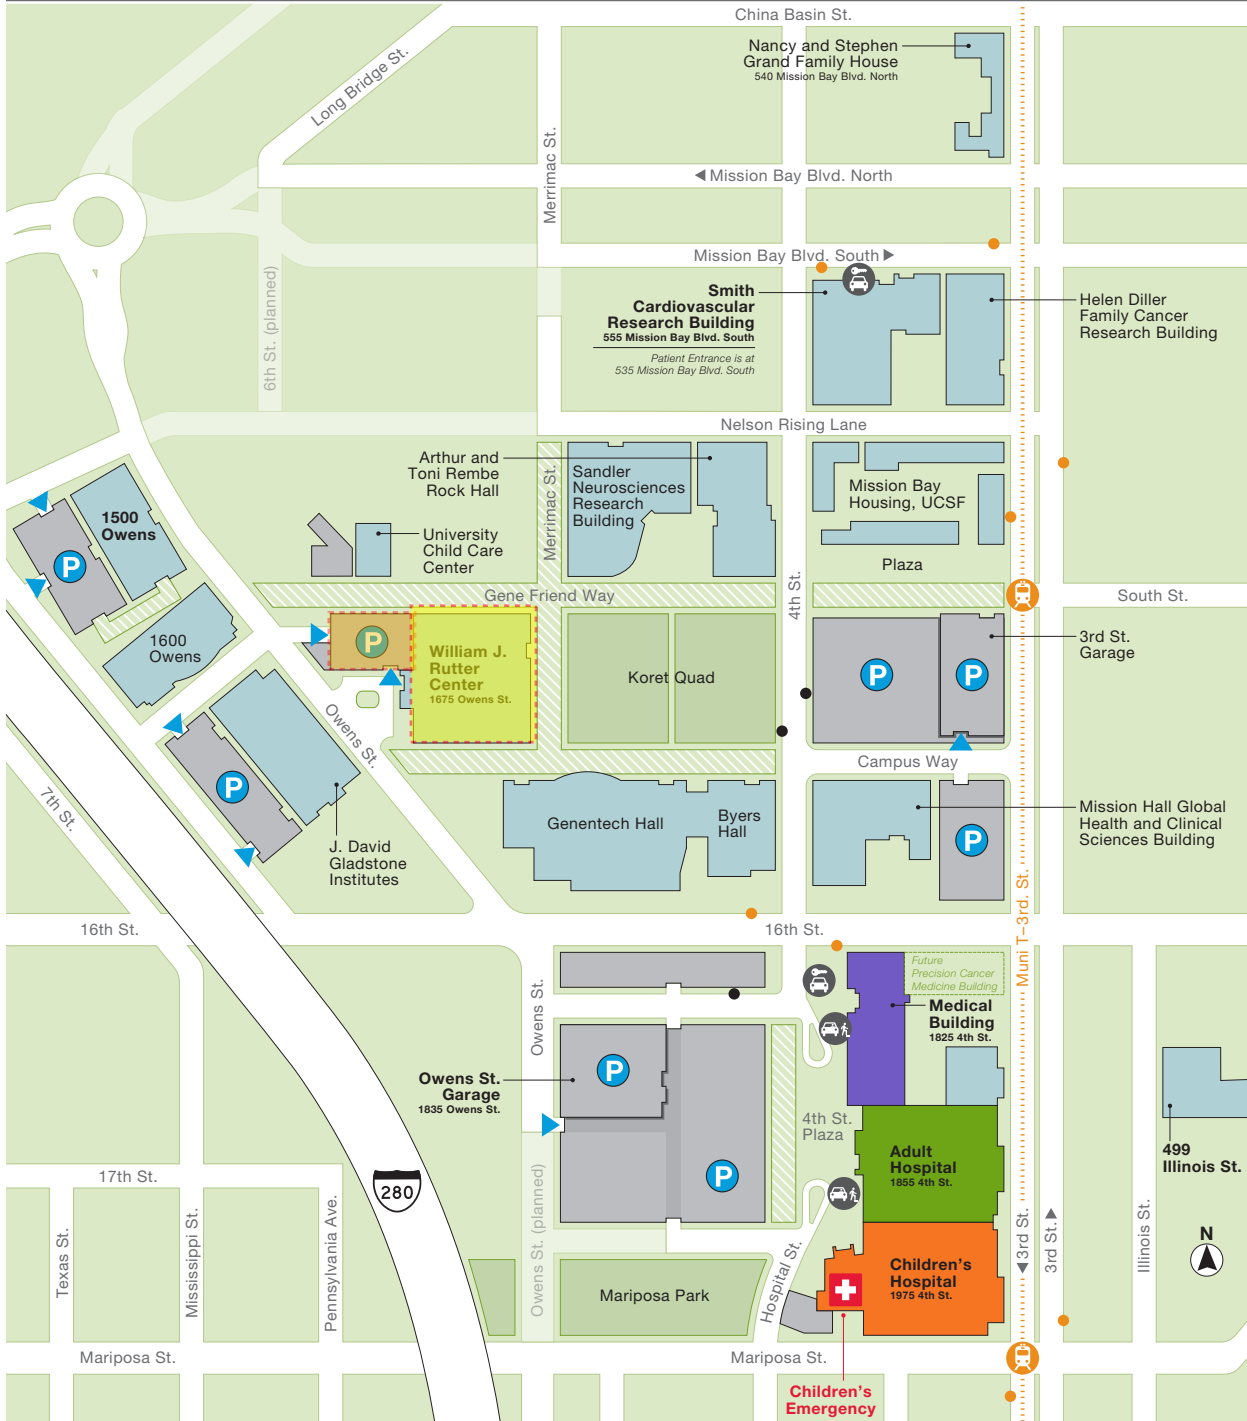 China Basin St.
Nancy and Stephen
Grand Family House
540 Mission Bay Blvd. North
Long Bridge St.
Merrimac St.
Mission Bay Blvd. North
Mission Bay Blvd. South
6th St. (planned)
Smith
Cardiovascular
Research Building
555 Mission Bay Blvd. South
Patient Entrance is at
535 Mission Bay Blvd. South
Helen Diller
Family Cancer
Research Building
Nelson Rising Lane
Arthur and
Toni Rembe
Rock Hall
Merrimac St.
Sandler
Neurosciences
Research
Building
Mission Bay
Housing, UCSF
1500
Owens
P
University
Child Care
Center
Plaza
4th St.
Gene Friend Way
South St.
1600
Owens
P
William J.
Rutter
Center
1675 Owens St.
Koret Quad
P
P
3rd St.
Garage
Owens St.
Campus Way
P
7th St.
J. David
Gladstone
Institutes
Genentech Hall
Byers
Hall
P
Mission Hall Global
Health and Clinical
Sciences Building
Muni T–3rd. St.
16th St.
16th St.
Future
Precision Cancer
Medicine Building
Owens St.
Medical
Building
1825 4th St.
Owens St.
Garage
1835 Owens St.
P
4th St.
Plaza
499
Illinois St.
Adult
Hospital
1855 4th St.
P
17th St.
280
Texas St.
Mississippi St.
Pennsylvania Ave.
Owens St. (planned)
Hospital St.
3rd St.
3rd St.
Illinois St.
N
Children's
Hospital
1975 4th St.
Mariposa Park
Mariposa St.
Mariposa St.
Children's
Emergency